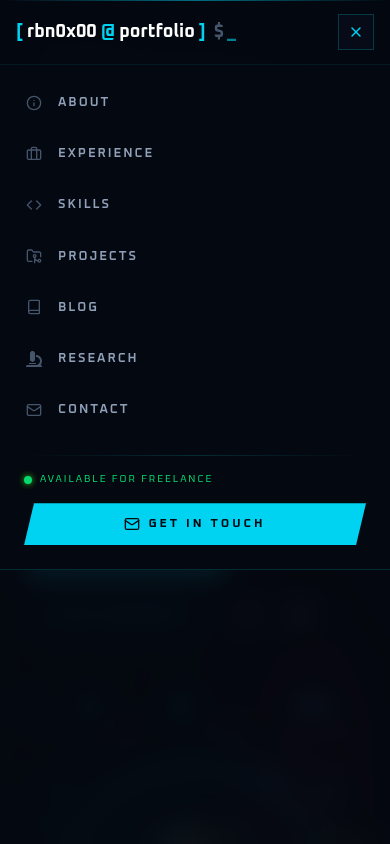 [ rbn0x00 @ portfolio ] $_
ABOUT
EXPERIENCE
SKILLS
PROJECTS
BLOG
RESEARCH
CONTACT
AVAILABLE FOR FREELANCE
GET IN TOUCH